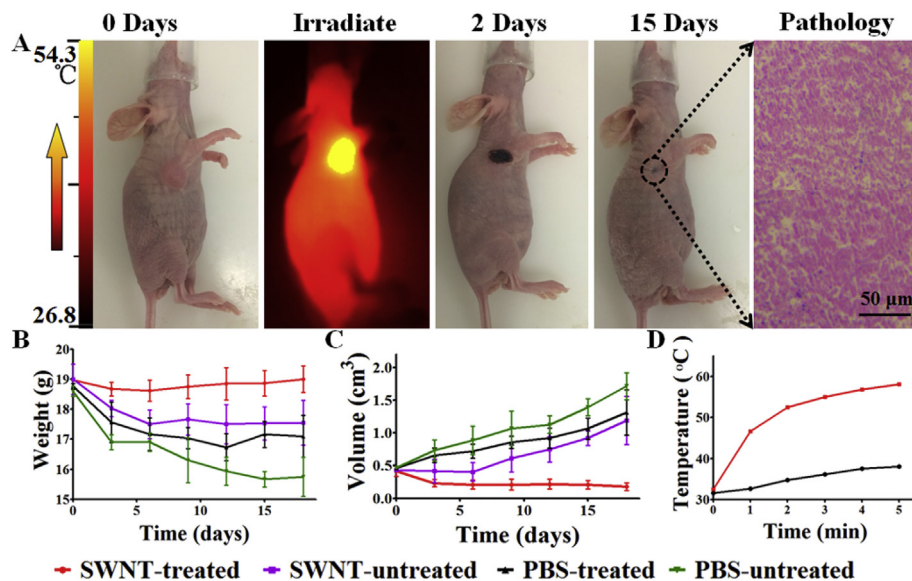 0 Days Irradiate 2 Days 15 Days Pathology
A
54.3
℃
26.8
50 μm
B C D
Weight (g)
20
19
18
17
16
15
0 5 10 15
Time (days)
Volume (cm³)
2.0
1.5
1.0
0.5
0.0
0 5 10 15
Time (days)
Temperature ( °C)
60
50
40
30
0 1 2 3 4 5
Time (min)
SWNT-treated SWNT-untreated PBS-treated PBS-untreated